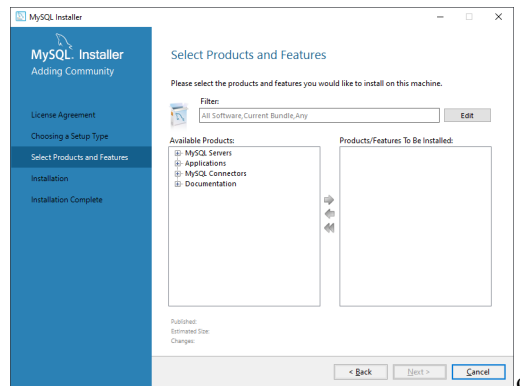 MySQL Installer
MySQL. Installer
Adding Community
License Agreement
Choosing a Setup Type
Select Products and Features
Installation
Installation Complete
Select Products and Features
Please select the products and features you would like to install on this machine.
Filter:
All Software,Current Bundle,Any
Edit
Available Products:
MySQL Servers
Applications
MySQL Connectors
Documentation
Products/Features To Be Installed:
Published:
Estimated Size:
Changes:
< Back
Next >
Cancel